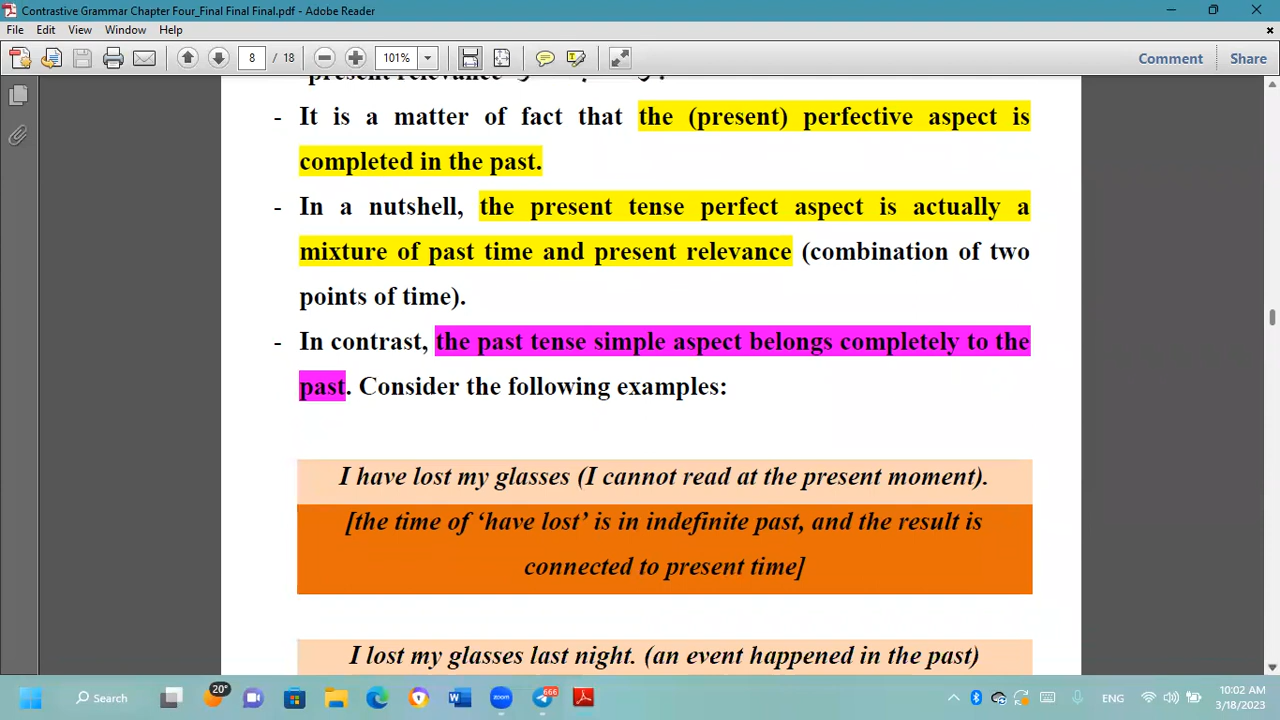 Contrastive Grammar Chapter Four_Final Final Final.pdf - Adobe Reader
File Edit View Window Help
8 / 18 101% Comment Share
present relevance
- It is a matter of fact that the (present) perfective aspect is
completed in the past.
- In a nutshell, the present tense perfect aspect is actually a
mixture of past time and present relevance (combination of two
points of time).
- In contrast, the past tense simple aspect belongs completely to the
past. Consider the following examples:
I have lost my glasses (I cannot read at the present moment).
[the time of ‘have lost’ is in indefinite past, and the result is
connected to present time]
I lost my glasses last night. (an event happened in the past)
Search 20° zoom 666 ENG 10:02 AM
3/18/2023